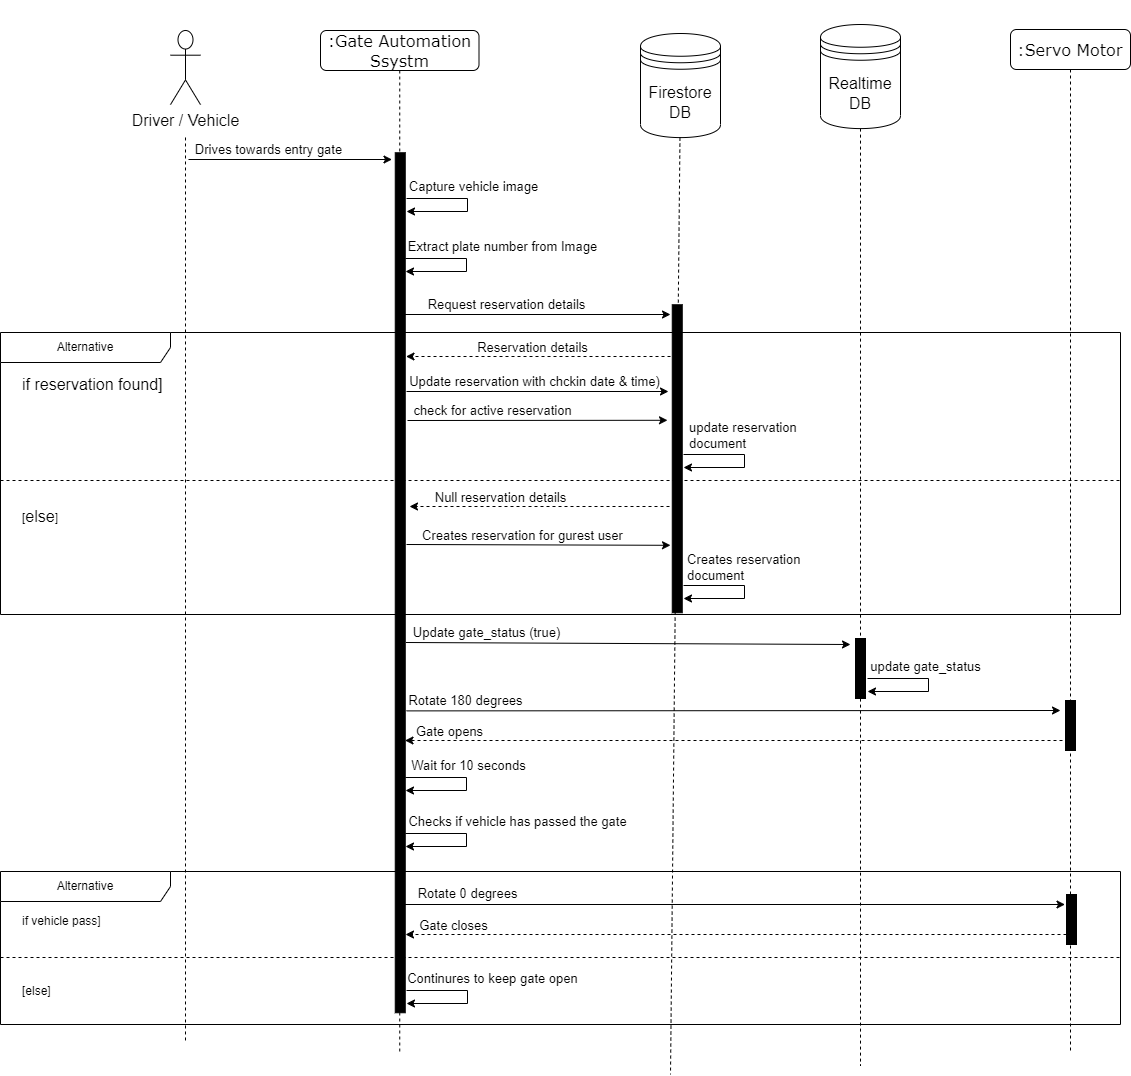 Driver / Vehicle
:Gate Automation
Ssystm
Firestore
DB
Realtime
DB
:Servo Motor
Drives towards entry gate
Capture vehicle image
Extract plate number from Image
Request reservation details
Alternative
Reservation details
if reservation found]
Update reservation with chckin date & time)
check for active reservation
update reservation
document
Null reservation details
[else]
Creates reservation for gurest user
Creates reservation
document
Update gate_status (true)
update gate_status
Rotate 180 degrees
Gate opens
Wait for 10 seconds
Checks if vehicle has passed the gate
Alternative
Rotate 0 degrees
if vehicle pass]
Gate closes
Continures to keep gate open
[else]